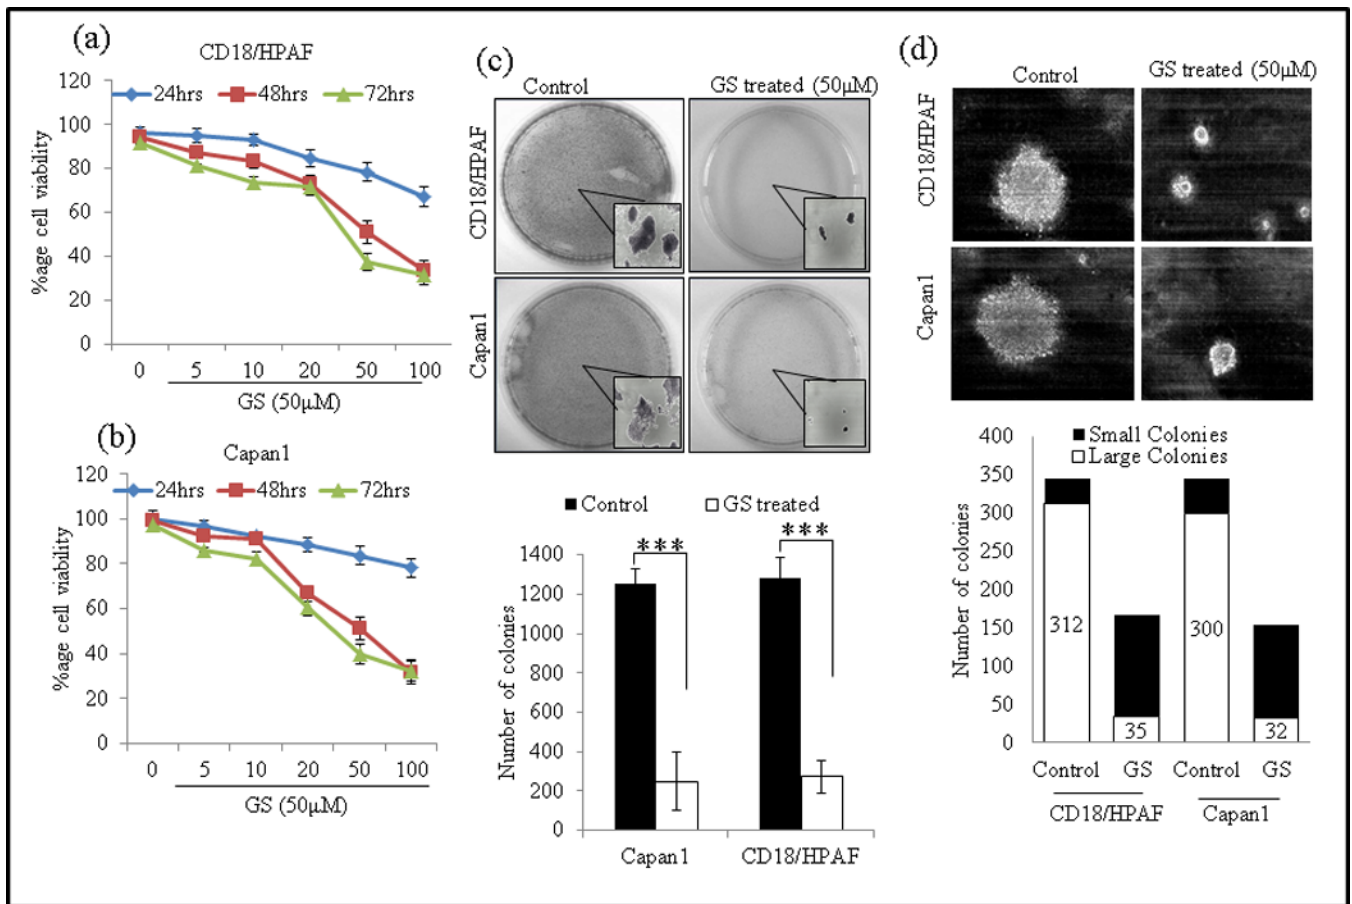 (a)
CD18/HPAF
120
100
80
60
40
20
0
24hrs 48hrs 72hrs
%age cell viability
0 5 10 20 50 100
GS (50μM)
(b)
Capan1
120
100
80
60
40
20
0
24hrs 48hrs 72hrs
%age cell viability
0 5 10 20 50 100
GS (50μM)
(c)
Control GS treated (50μM)
CD18/HPAF
Capan1
Control GS treated
*** ***
1400
1200
1000
800
600
400
200
0
Number of colonies
Capan1 CD18/HPAF
(d)
Control GS treated (50μM)
CD18/HPAF
Capan1
400
350
300
250
200
150
100
50
0
Small Colonies
Large Colonies
Number of colonies
312 35 300 32
Control GS Control GS
CD18/HPAF Capan1